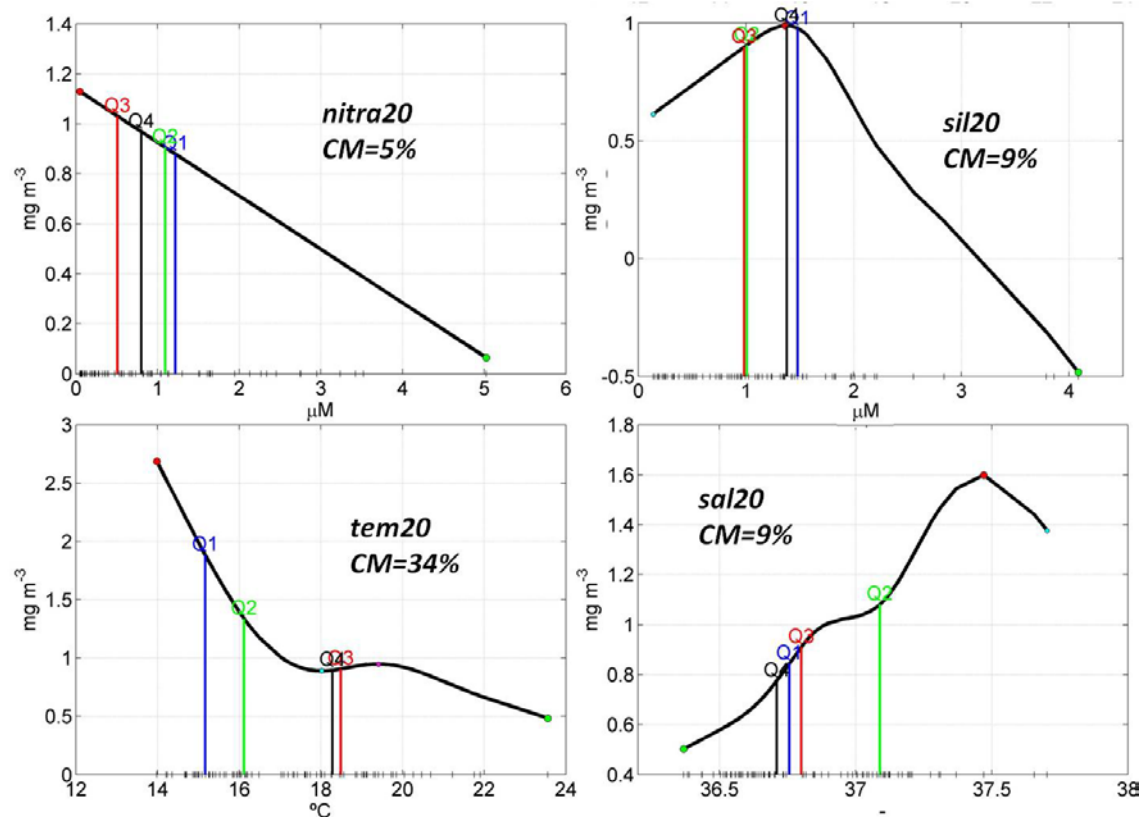 1.4
1.2
1
0.8
0.6
0.4
0.2
0
mg m-3
Q3
Q4
Q2
Q1
nitra20
CM=5%
0 1 2 3 4 5 6
μM
1
0.5
0
-0.5
mg m-3
Q3
Q2
Q4
Q1
sil20
CM=9%
0 1 2 3 4
μM
3
2.5
2
1.5
1
0.5
0
mg m-3
Q1
Q2
Q4
Q3
tem20
CM=34%
12 14 16 18 20 22 24
ºC
1.8
1.6
1.4
1.2
1
0.8
0.6
0.4
mg m-3
Q4
Q1
Q3
Q2
sal20
CM=9%
36.5 37 37.5 38
-